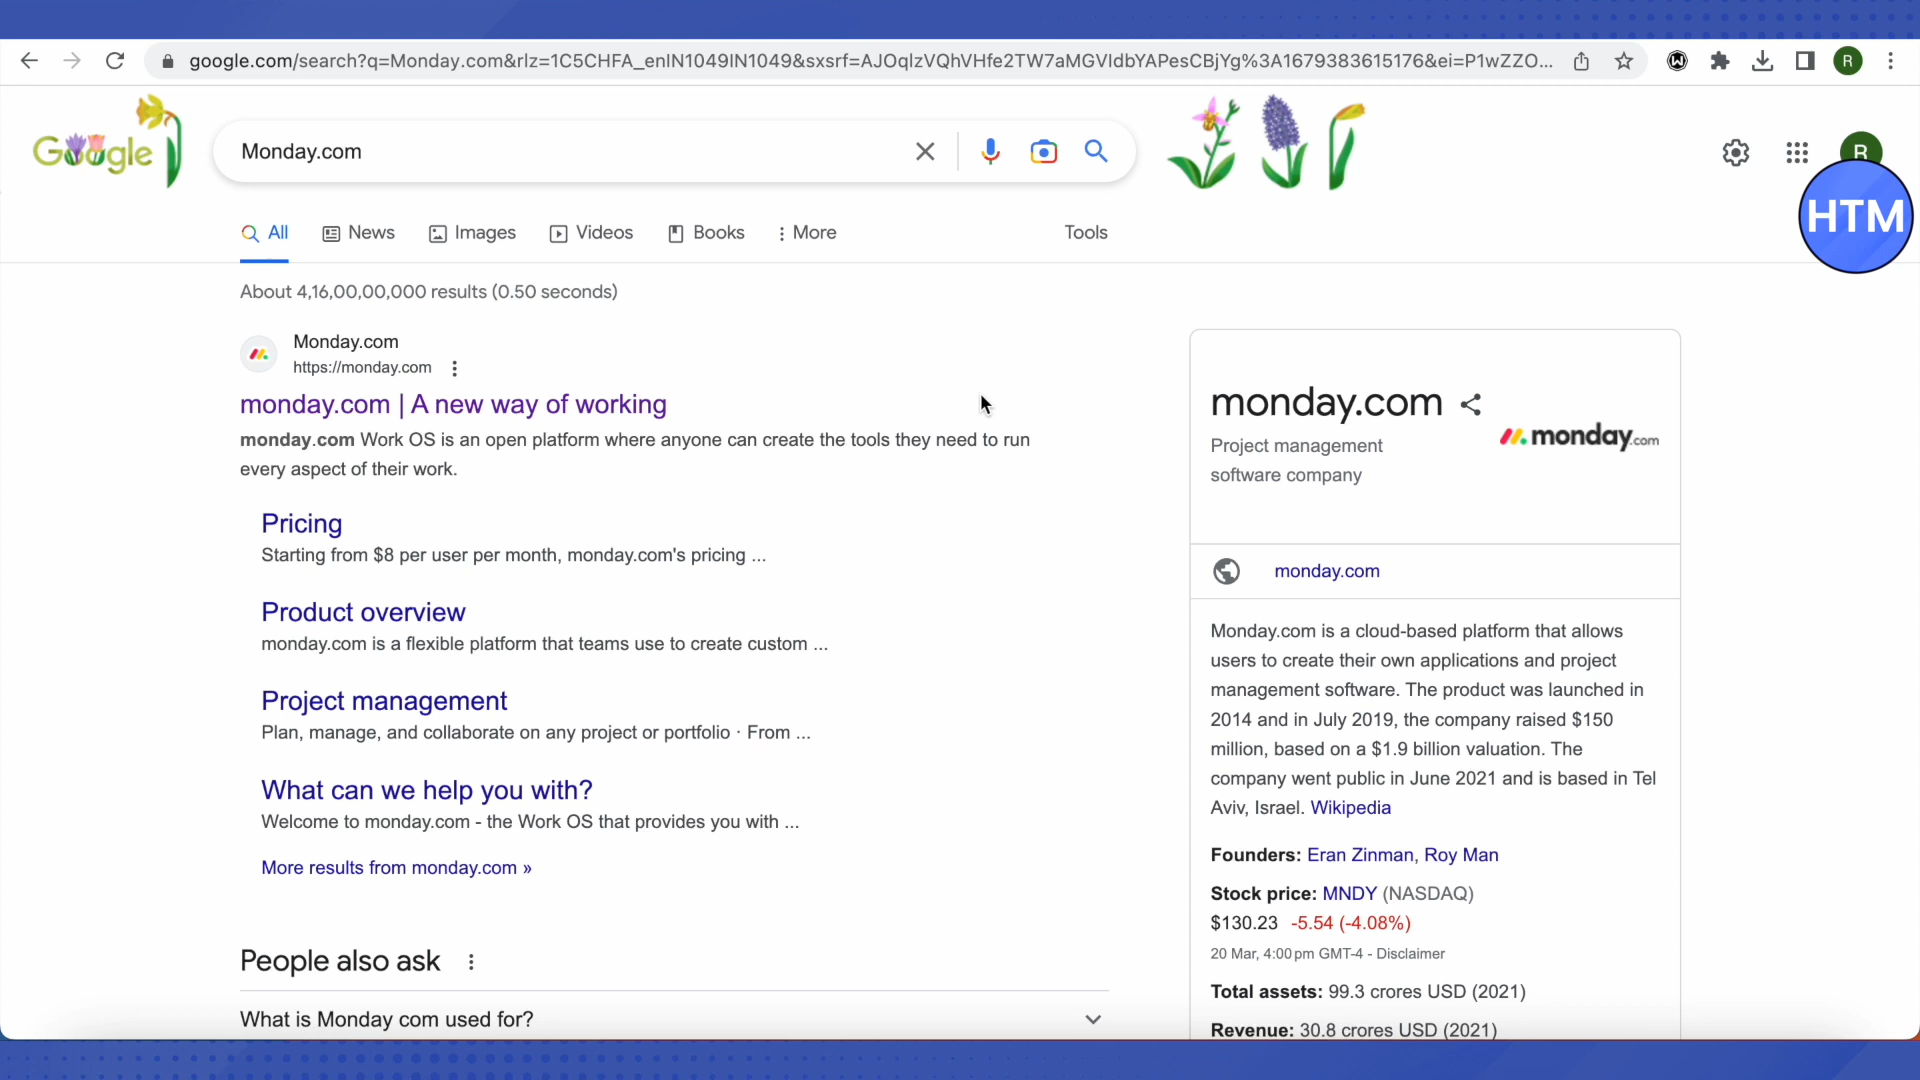 google.com/search?q=Monday.com&rlz=1C5CHFA_enIN1049IN1049&sxsrf=AJOqlzVQhVHfe2TW7aMGVIdbYAPesCBjYg%3A1679383615176&ei=P1wZZO...
R
Google
Monday.com
R
HTM
All
News
Images
Videos
Books
More
Tools
About 4,16,00,00,000 results (0.50 seconds)
Monday.com
https://monday.com
monday.com | A new way of working
monday.com Work OS is an open platform where anyone can create the tools they need to run
every aspect of their work.
Pricing
Starting from $8 per user per month, monday.com's pricing ...
Product overview
monday.com is a flexible platform that teams use to create custom ...
Project management
Plan, manage, and collaborate on any project or portfolio · From ...
What can we help you with?
Welcome to monday.com - the Work OS that provides you with ...
More results from monday.com »
People also ask
What is Monday com used for?
monday.com
Project management
software company
monday.com
monday.com
Monday.com is a cloud-based platform that allows
users to create their own applications and project
management software. The product was launched in
2014 and in July 2019, the company raised $150
million, based on a $1.9 billion valuation. The
company went public in June 2021 and is based in Tel
Aviv, Israel. Wikipedia
Founders: Eran Zinman, Roy Man
Stock price: MNDY (NASDAQ)
$130.23 -5.54 (-4.08%)
20 Mar, 4:00 pm GMT-4 - Disclaimer
Total assets: 99.3 crores USD (2021)
Revenue: 30.8 crores USD (2021)